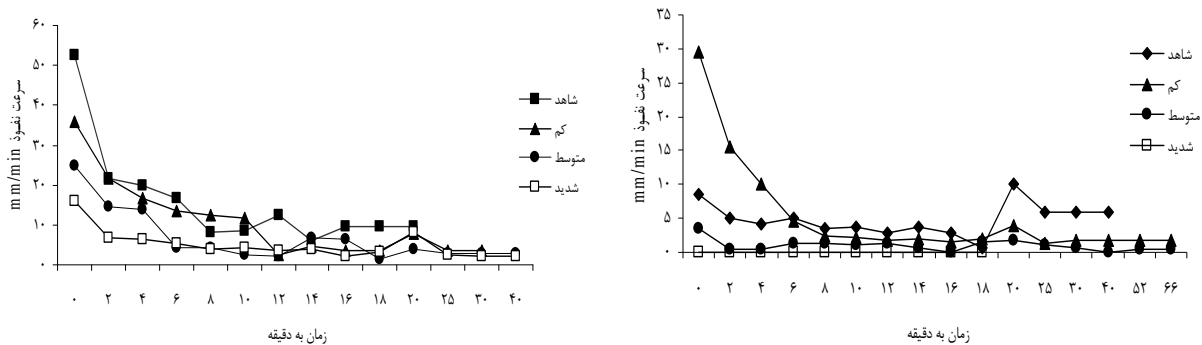 ۶۰
۵۰
۴۰
۳۰
۲۰
۱۰
۰
سرعت نفوذ mm/min
۰ ۲ ۴ ۶ ۸ ۱۰ ۱۲ ۱۴ ۱۶ ۱۸ ۲۰ ۲۵ ۳۰ ۴۰
زمان به دقیقه
شاهد
کم
متوسط
شدید
۳۵
۳۰
۲۵
۲۰
۱۵
۱۰
۵
۰
سرعت نفوذ mm/min
۰ ۲ ۴ ۶ ۸ ۱۰ ۱۲ ۱۴ ۱۶ ۱۸ ۲۰ ۲۵ ۳۰ ۴۰ ۵۲ ۶۶
زمان به دقیقه
شاهد
کم
متوسط
شدید